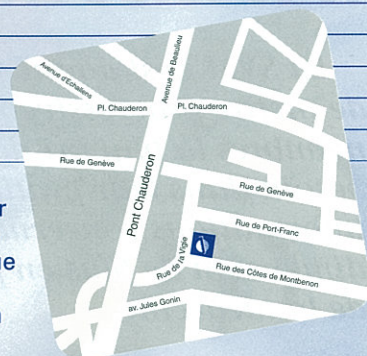 Avenue d'Echallens
Avenue de Beaulieu
Pl. Chauderon
Pl. Chauderon
Rue de Genève
Pont Chauderon
Rue de Genève
Rue de Port-Franc
Rue de la Vigie
Rue des Côtes de Montbenon
av. Jules Gonin